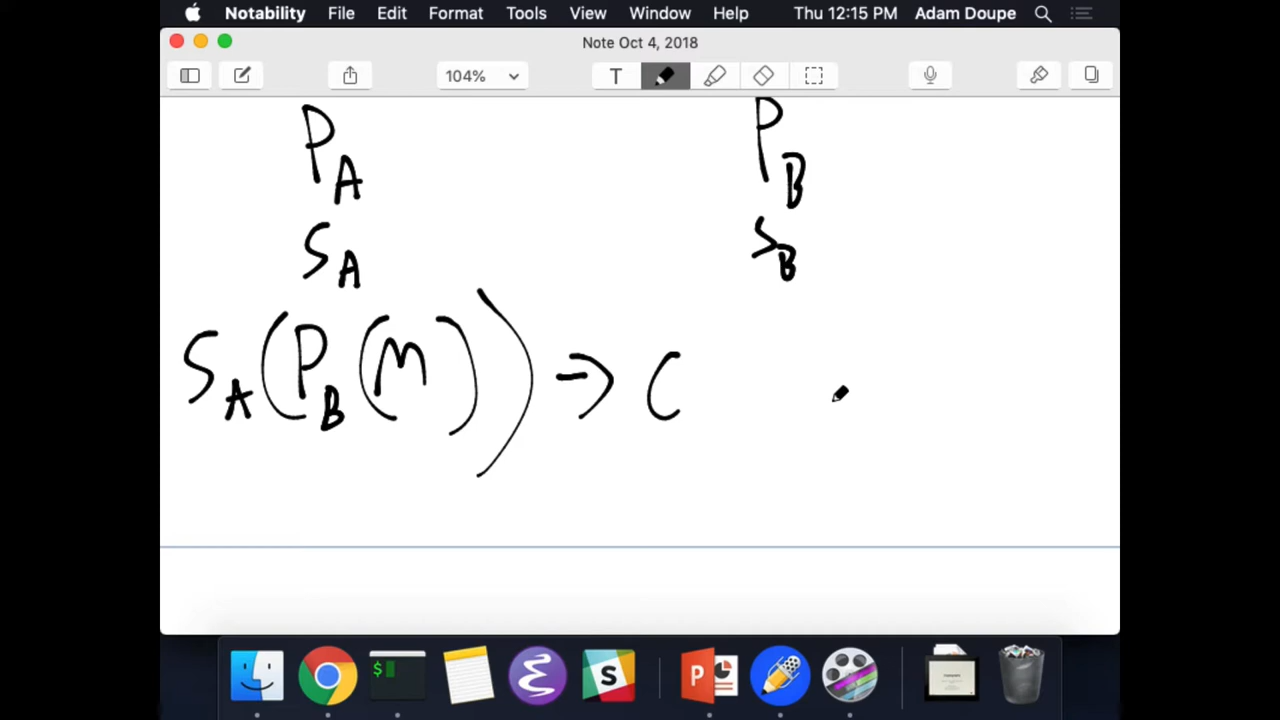 Notability File Edit Format Tools View Window Help Thu 12:15 PM Adam Doupe
Note Oct 4, 2018
104% T
P_A P_B
S_A S_B
S_A(P_B(M)) -> C
$
S P